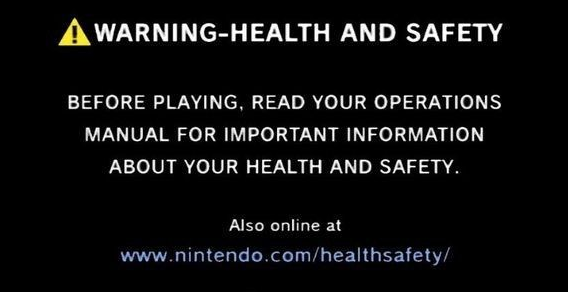 WARNING-HEALTH AND SAFETY
BEFORE PLAYING, READ YOUR OPERATIONS
MANUAL FOR IMPORTANT INFORMATION
ABOUT YOUR HEALTH AND SAFETY.
Also online at
www.nintendo.com/healthsafety/